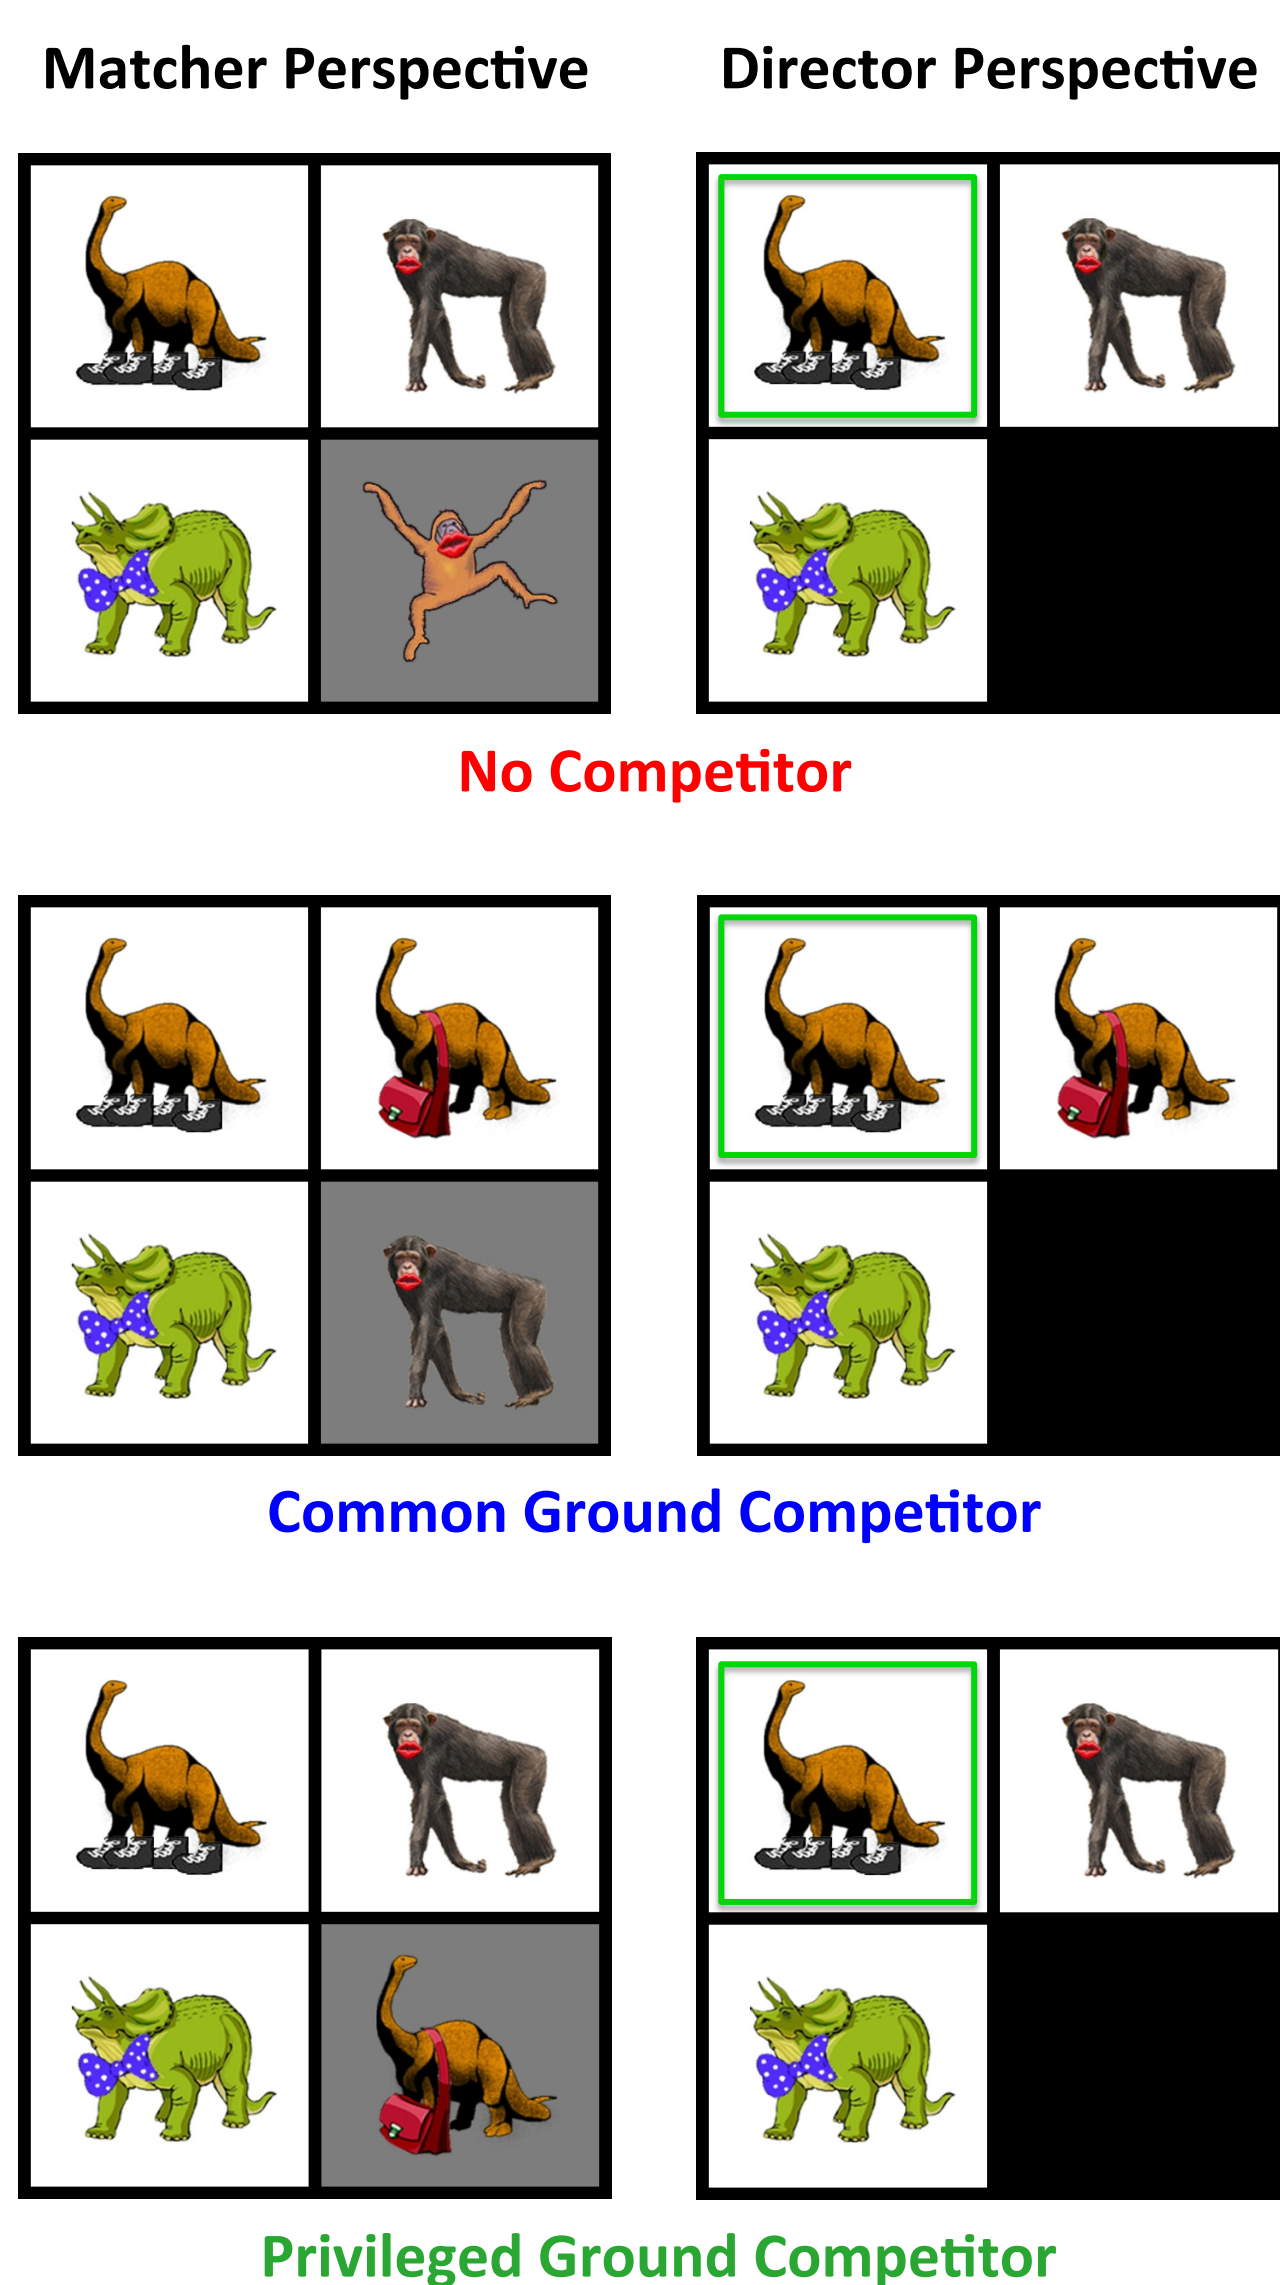 Matcher Perspective
Director Perspective
No Competitor
Common Ground Competitor
Privileged Ground Competitor